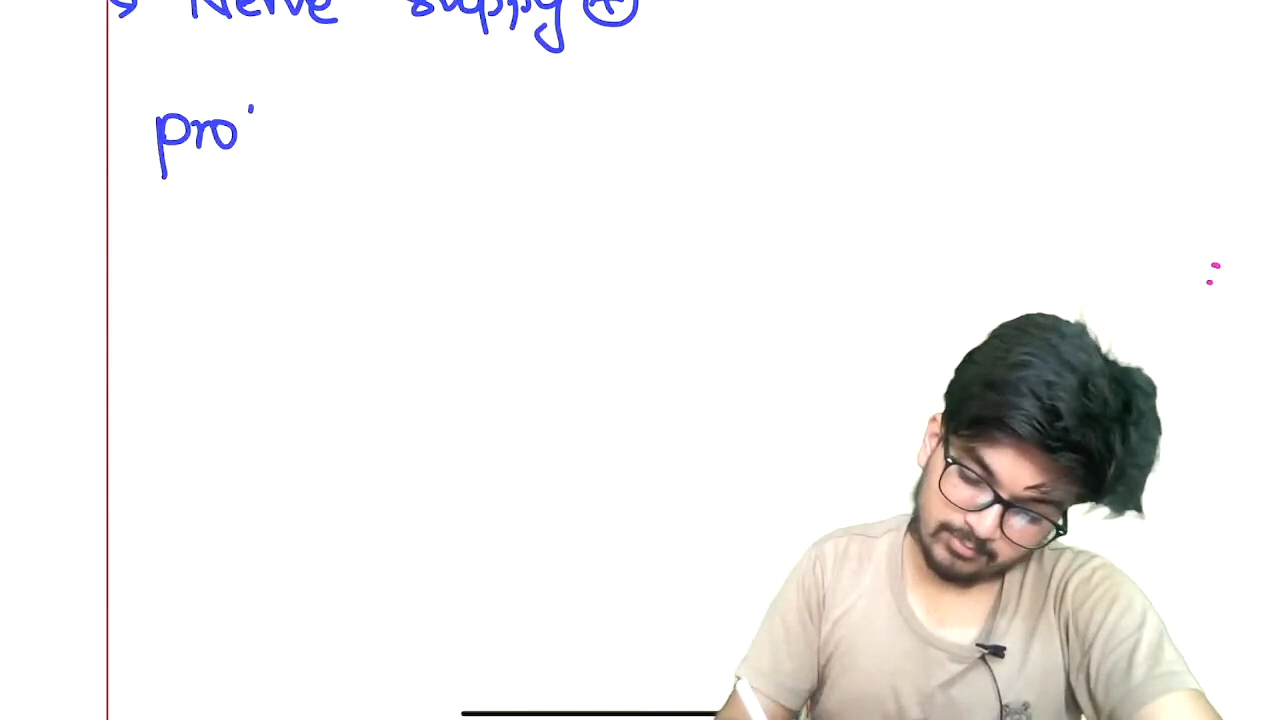 → Nerve supply ⊕
pro